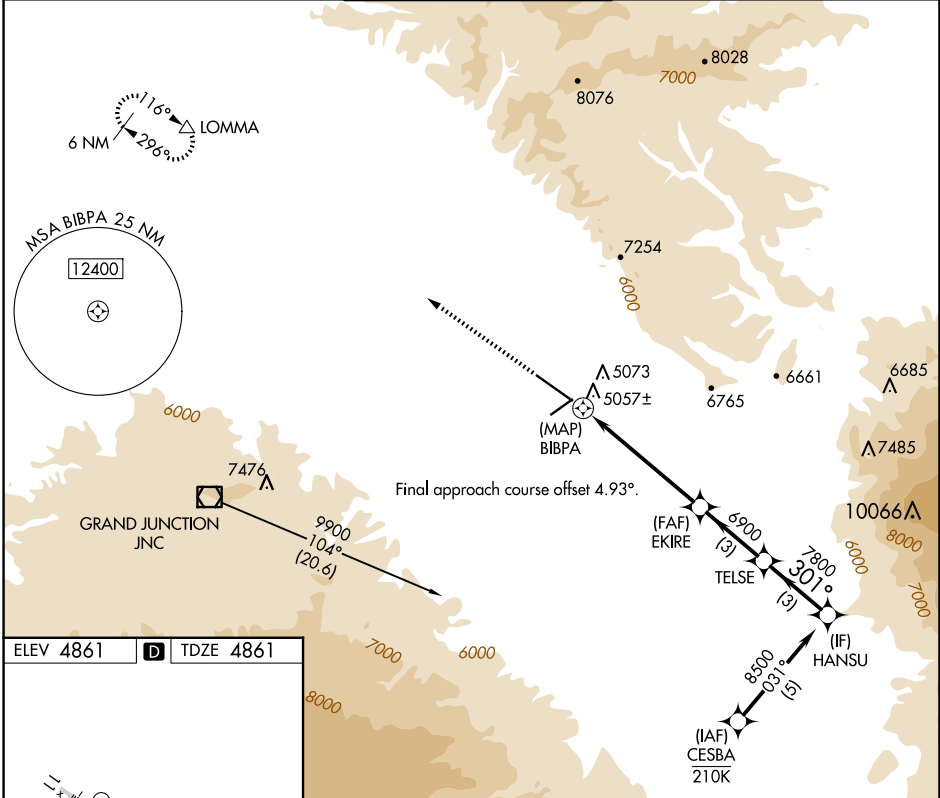 8028
7000
8076
116°
LOMMA
6 NM
296°
MSA BIBPA 25 NM
12400
7254
6000
5073
5057±
6661
6685
6765
(MAP)
BIBPA
6000
7485
7476
Final approach course offset 4.93°.
GRAND JUNCTION
JNC
9900
104°
(20.6)
10066
8000
6000
7000
(FAF)
EKIRE
6900
(3)
TELSE
7800
301°
(3)
(IF)
HANSU
8500
031°
(5)
(IAF)
CESBA
210K
7000
6000
8000
ELEV 4861
D
TDZE 4861
11